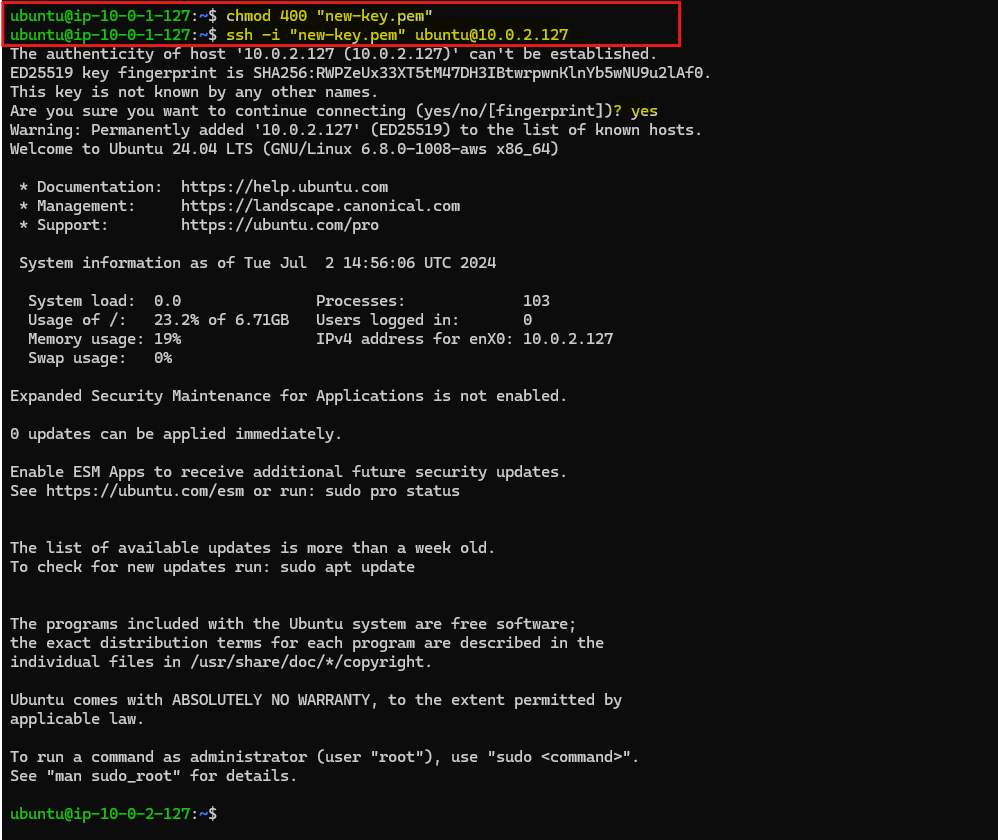 ubuntu@ip-10-0-1-127:~$ chmod 400 "new-key.pem"
ubuntu@ip-10-0-1-127:~$ ssh -i "new-key.pem" ubuntu@10.0.2.127
The authenticity of host '10.0.2.127 (10.0.2.127)' can't be established.
ED25519 key fingerprint is SHA256:RWPZeUx33XT5tM47DH3IBtwrpwnKlnYb5wNU9u2lAf0.
This key is not known by any other names.
Are you sure you want to continue connecting (yes/no/[fingerprint])? yes
Warning: Permanently added '10.0.2.127' (ED25519) to the list of known hosts.
Welcome to Ubuntu 24.04 LTS (GNU/Linux 6.8.0-1008-aws x86_64)
* Documentation:  https://help.ubuntu.com
* Management:     https://landscape.canonical.com
* Support:        https://ubuntu.com/pro
System information as of Tue Jul  2 14:56:06 UTC 2024
System load:  0.0                Processes:             103
Usage of /:   23.2% of 6.71GB   Users logged in:       0
Memory usage: 19%               IPv4 address for enX0: 10.0.2.127
Swap usage:   0%
Expanded Security Maintenance for Applications is not enabled.
0 updates can be applied immediately.
Enable ESM Apps to receive additional future security updates.
See https://ubuntu.com/esm or run: sudo pro status
The list of available updates is more than a week old.
To check for new updates run: sudo apt update
The programs included with the Ubuntu system are free software;
the exact distribution terms for each program are described in the
individual files in /usr/share/doc/*/copyright.
Ubuntu comes with ABSOLUTELY NO WARRANTY, to the extent permitted by
applicable law.
To run a command as administrator (user "root"), use "sudo <command>".
See "man sudo_root" for details.
ubuntu@ip-10-0-2-127:~$